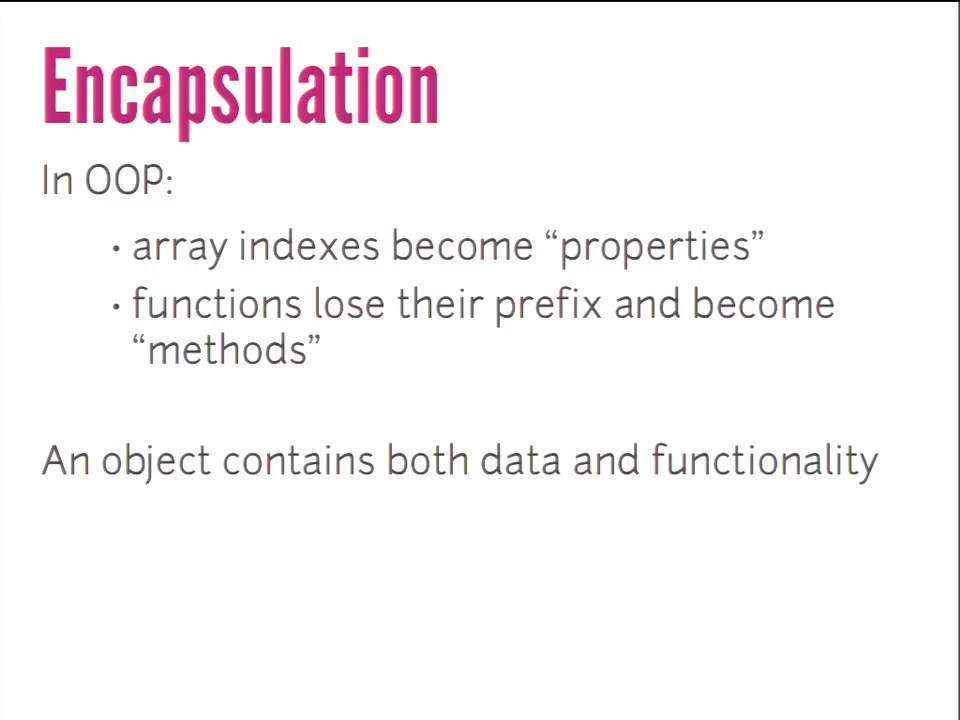 Encapsulation
In OOP:
• array indexes become “properties”
• functions lose their prefix and become
“methods”
An object contains both data and functionality